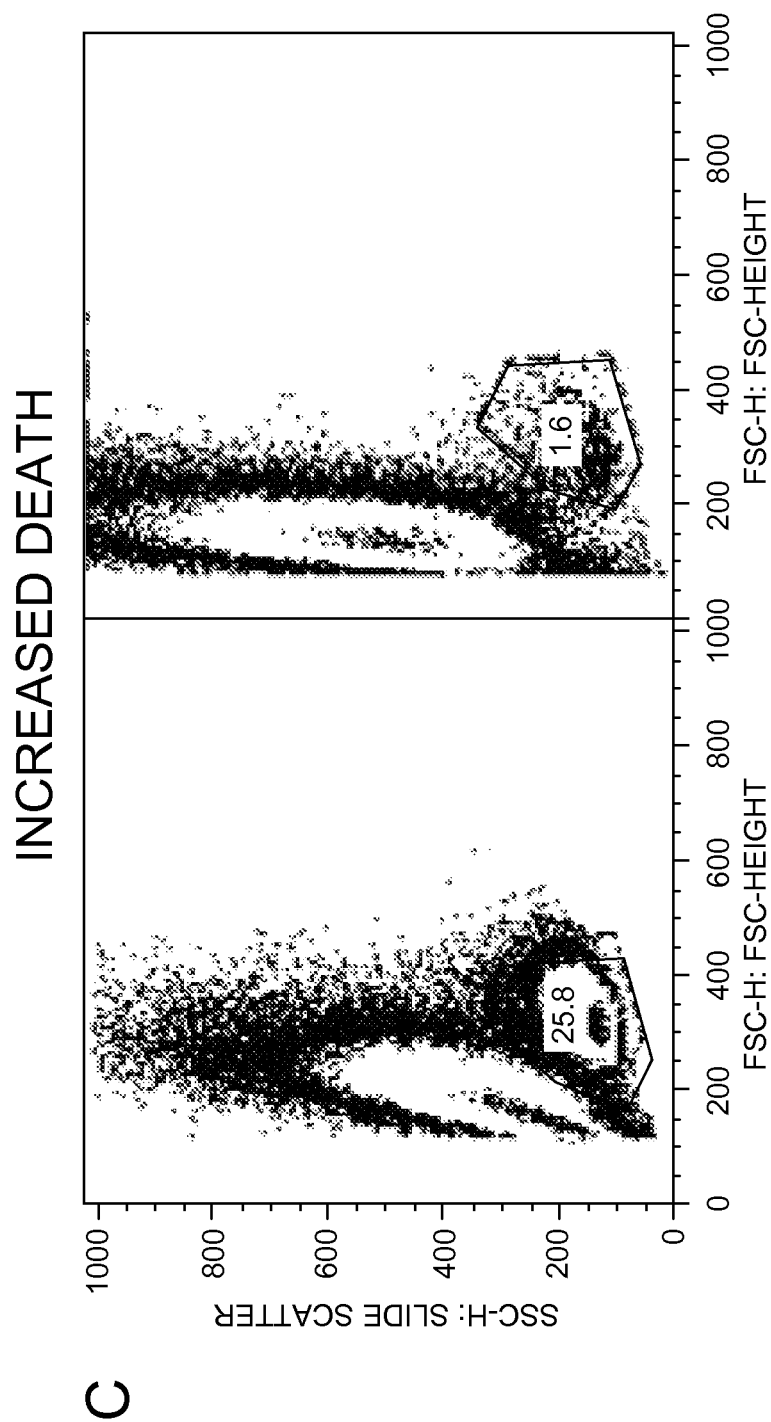 C
INCREASED DEATH
SSC-H: SLIDE SCATTER
1000
800
600
400
200
0
25.8
1.6
0 200 400 600 800 1000
200 400 600 800 1000
FSC-H: FSC-HEIGHT
FSC-H: FSC-HEIGHT